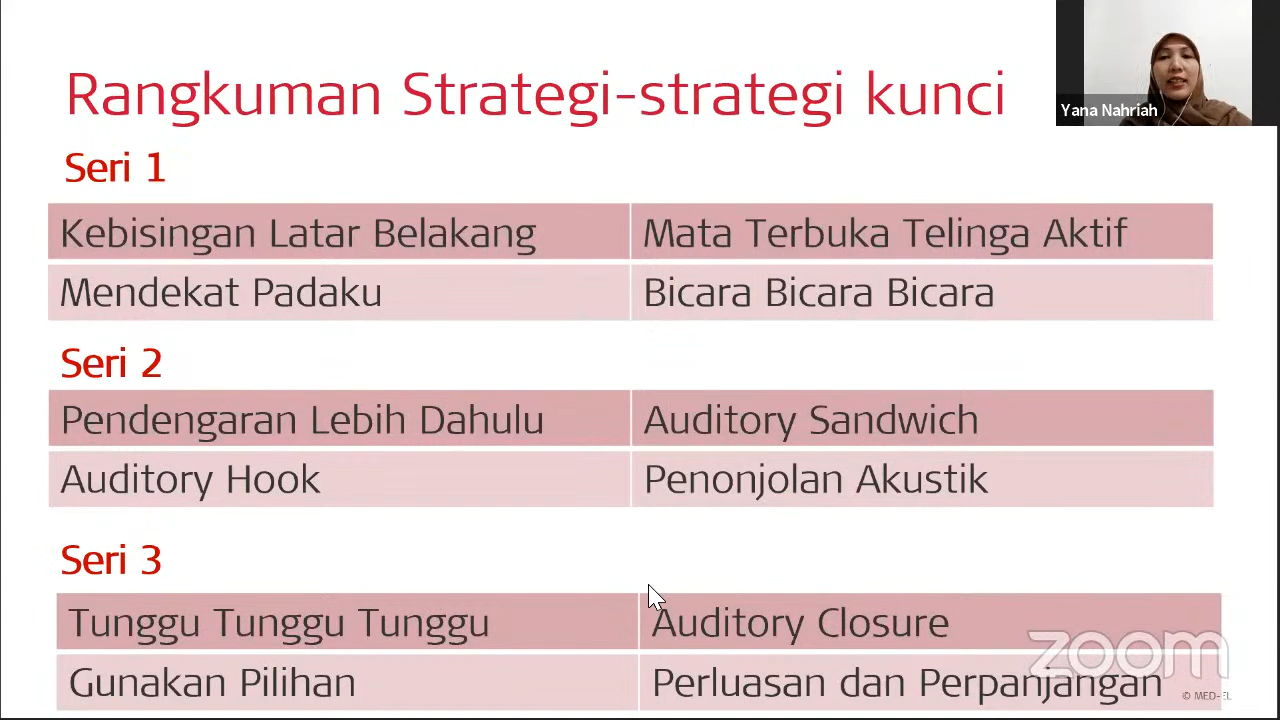 Rangkuman Strategi-strategi kunci
Yana Nahriah
Seri 1
Kebisingan Latar Belakang
Mata Terbuka Telinga Aktif
Mendekat Padaku
Bicara Bicara Bicara
Seri 2
Pendengaran Lebih Dahulu
Auditory Sandwich
Auditory Hook
Penonjolan Akustik
Seri 3
Tunggu Tunggu Tunggu
Auditory Closure
Gunakan Pilihan
Perluasan dan Perpanjangan
zoom
© MED-EL